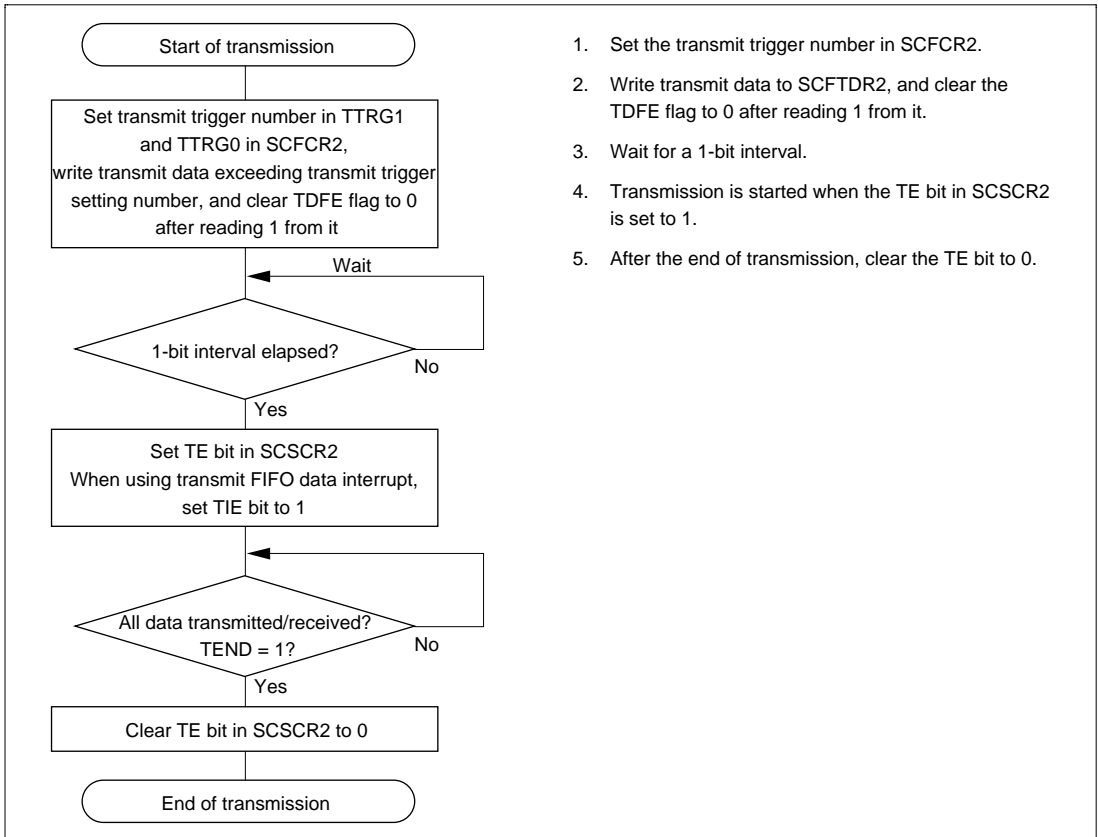 Start of transmission
Set transmit trigger number in TTRG1
and TTRG0 in SCFCR2,
write transmit data exceeding transmit trigger
setting number, and clear TDFE flag to 0
after reading 1 from it
Wait
1-bit interval elapsed?
No
Yes
Set TE bit in SCSCR2
When using transmit FIFO data interrupt,
set TIE bit to 1
All data transmitted/received?
TEND = 1?
No
Yes
Clear TE bit in SCSCR2 to 0
End of transmission
1. Set the transmit trigger number in SCFCR2.
2. Write transmit data to SCFTDR2, and clear the
TDFE flag to 0 after reading 1 from it.
3. Wait for a 1-bit interval.
4. Transmission is started when the TE bit in SCSCR2
is set to 1.
5. After the end of transmission, clear the TE bit to 0.